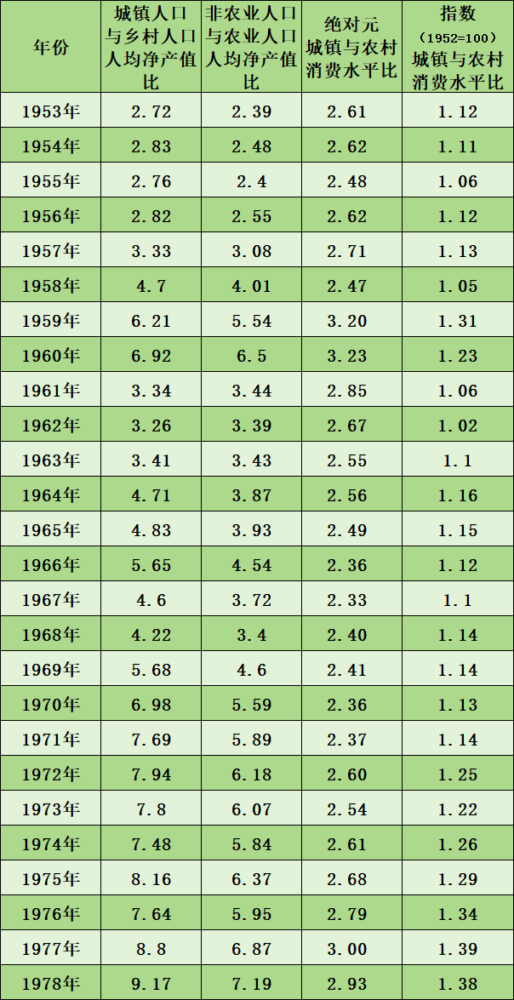 年份 城镇人口与乡村人口人均净产值比 非农业人口与农业人口人均净产值比 绝对元城镇与农村消费水平比 指数（1952=100）城镇与农村消费水平比
1953年 2.72 2.39 2.61 1.12
1954年 2.83 2.48 2.62 1.11
1955年 2.76 2.4 2.48 1.06
1956年 2.82 2.55 2.62 1.12
1957年 3.33 3.08 2.71 1.13
1958年 4.7 4.01 2.47 1.05
1959年 6.21 5.54 3.20 1.31
1960年 6.92 6.5 3.23 1.23
1961年 3.34 3.44 2.85 1.06
1962年 3.26 3.39 2.67 1.02
1963年 3.41 3.43 2.55 1.1
1964年 4.71 3.87 2.56 1.16
1965年 4.83 3.93 2.49 1.15
1966年 5.65 4.54 2.36 1.12
1967年 4.6 3.72 2.33 1.1
1968年 4.22 3.4 2.40 1.14
1969年 5.68 4.6 2.41 1.14
1970年 6.98 5.59 2.36 1.13
1971年 7.69 5.89 2.37 1.14
1972年 7.94 6.18 2.60 1.25
1973年 7.8 6.07 2.54 1.22
1974年 7.48 5.84 2.61 1.26
1975年 8.16 6.37 2.68 1.29
1976年 7.64 5.95 2.79 1.34
1977年 8.8 6.87 3.00 1.39
1978年 9.17 7.19 2.93 1.38